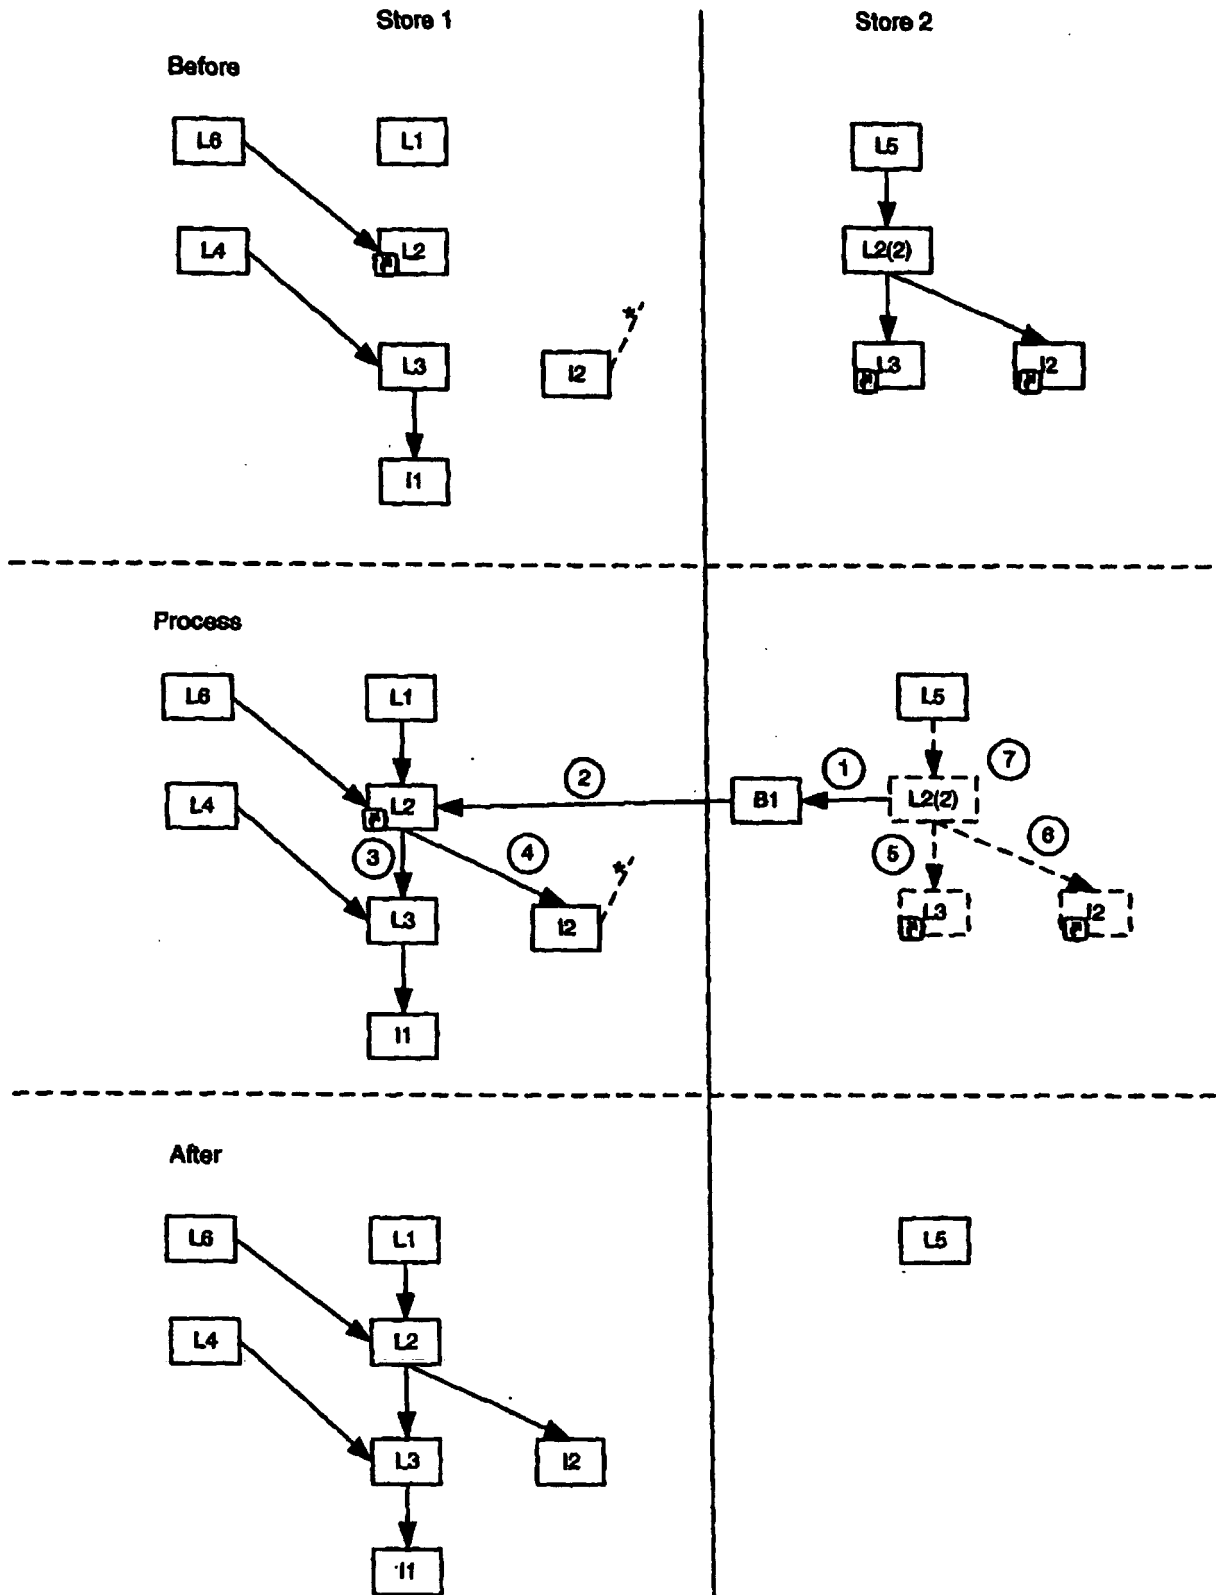 Store 1 Store 2
Before
L6 L1 L5
L4 L2 L2(2)
L3 I2 * L3 I2
I1
Process
L6 L1 L5
2 1 7
L4 L2 B1 L2(2)
3 4 5 6
L3 I2 * L3 I2
I1
After
L6 L1 L5
L4 L2
L3 I2
I1